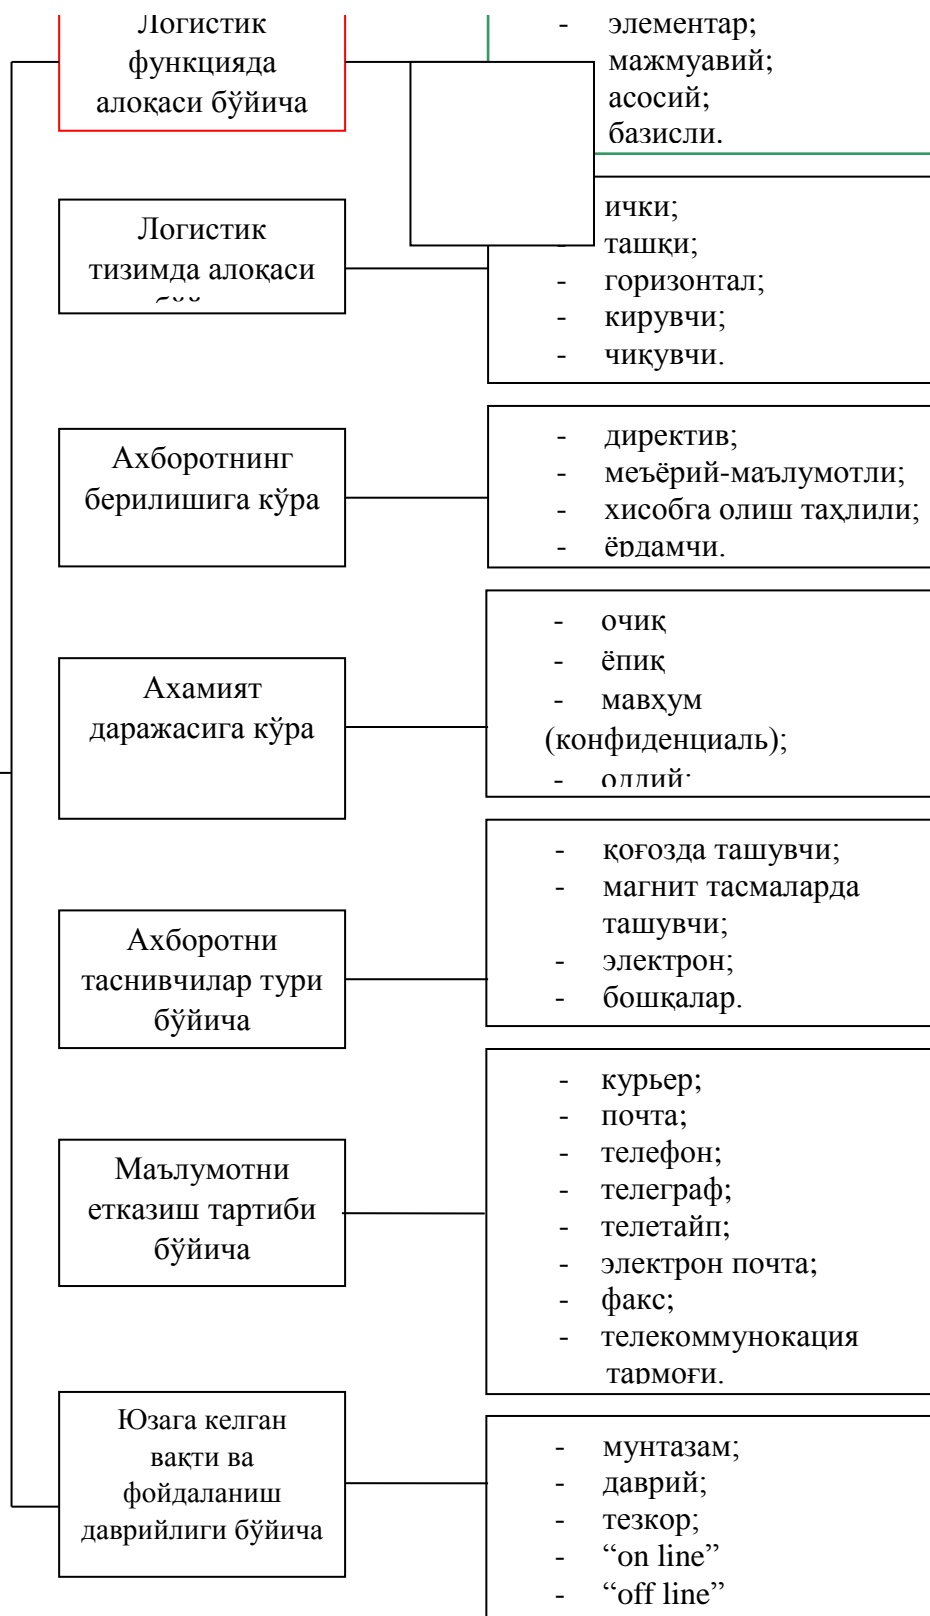 Логистик
функцияда
алоқаси бўйича
- элементар;
мажмуавий;
асосий;
базисли.
Логистик
тизимда алоқаси
ички;
- ташқи;
- горизонтал;
- кирувчи;
- чиқувчи.
Ахборотнинг
берилишига кўра
- директив;
- меъёрий-маълумотли;
- хисобга олиш таҳлили;
- ёрдамчи.
Ахамият
даражасига кўра
- очиқ
- ёпиқ
- мавҳум
(конфиденциаль);
- оддий;
Ахборотни
таснивчилар тури
бўйича
- қоғозда ташувчи;
- магнит тасмаларда
ташувчи;
- электрон;
- бошқалар.
Маълумотни
етказиш тартиби
бўйича
- курьер;
- почта;
- телефон;
- телеграф;
- телетайп;
- электрон почта;
- факс;
- телекоммунокация
тармоғи.
Юзага келган
вақти ва
фойдаланиш
даврийлиги бўйича
- мунтазам;
- даврий;
- тезкор;
- “on line”
- “off line”